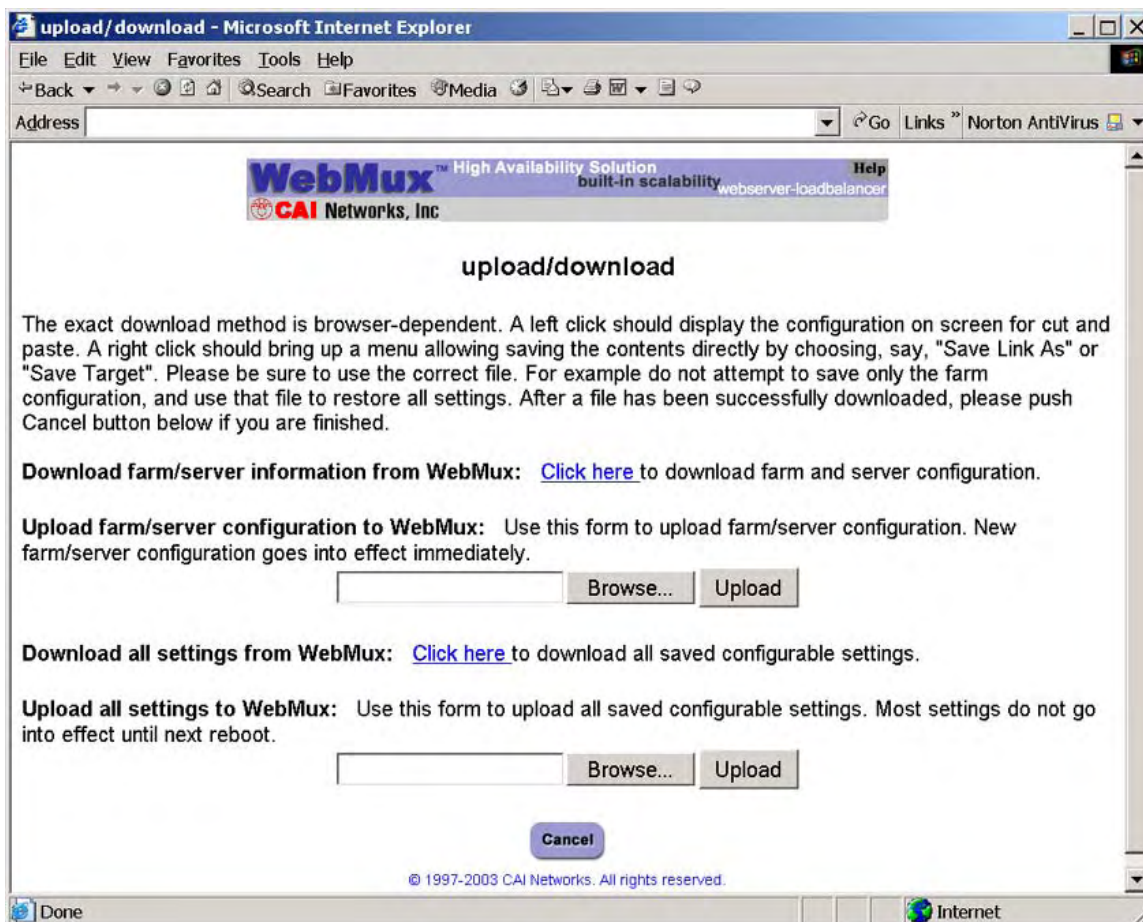 upload/download - Microsoft Internet Explorer
File Edit View Favorites Tools Help
Back Search Favorites Media
Address Go Links » Norton AntiVirus
WebMux™ High Availability Solution Help
built-in scalability
webserver-loadbalancer
CAI Networks, Inc
upload/download
The exact download method is browser-dependent. A left click should display the configuration on screen for cut and
paste. A right click should bring up a menu allowing saving the contents directly by choosing, say, "Save Link As" or
"Save Target". Please be sure to use the correct file. For example do not attempt to save only the farm
configuration, and use that file to restore all settings. After a file has been successfully downloaded, please push
Cancel button below if you are finished.
Download farm/server information from WebMux: Click here to download farm and server configuration.
Upload farm/server configuration to WebMux: Use this form to upload farm/server configuration. New
farm/server configuration goes into effect immediately.
Browse... Upload
Download all settings from WebMux: Click here to download all saved configurable settings.
Upload all settings to WebMux: Use this form to upload all saved configurable settings. Most settings do not go
into effect until next reboot.
Browse... Upload
Cancel
© 1997-2003 CAI Networks. All rights reserved.
Done Internet